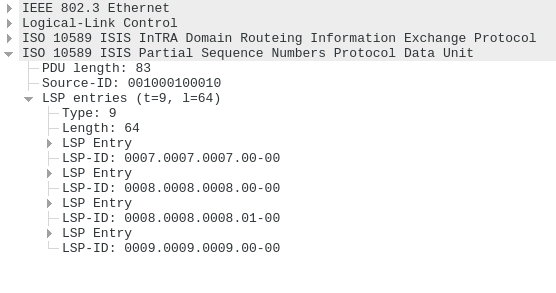 IEEE 802.3 Ethernet
Logical-Link Control
ISO 10589 ISIS InTRA Domain Routeing Information Exchange Protocol
ISO 10589 ISIS Partial Sequence Numbers Protocol Data Unit
PDU length: 83
Source-ID: 001000100010
LSP entries (t=9, l=64)
Type: 9
Length: 64
LSP Entry
LSP-ID: 0007.0007.0007.00-00
LSP Entry
LSP-ID: 0008.0008.0008.00-00
LSP Entry
LSP-ID: 0008.0008.0008.01-00
LSP Entry
LSP-ID: 0009.0009.0009.00-00